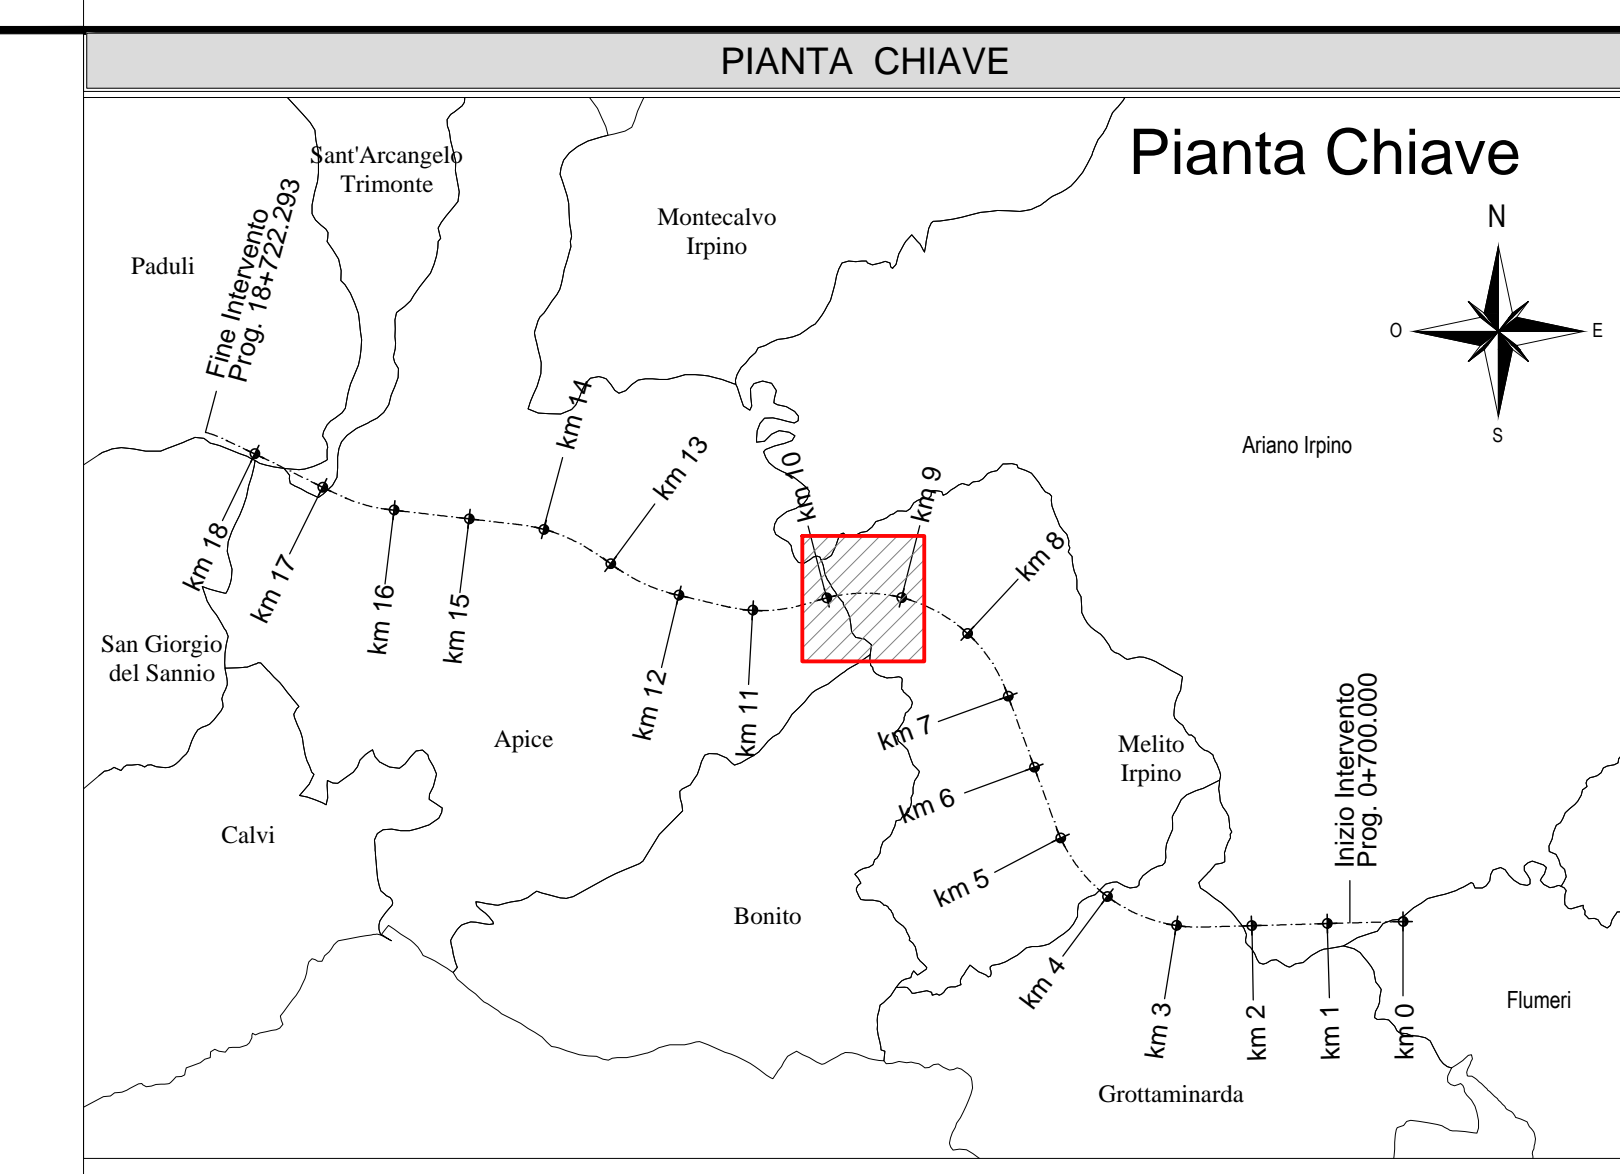 PIANTA CHIAVE
Pianta Chiave
Sant'Arcangelo
Trimonte
Montecalvo
Irpino
Paduli
Fine Intervento
Prog. 18+722.293
N
O
E
S
Ariano Irpino
km 14
km 13
km 10
km 9
km 8
km 18
km 17
km 16
km 15
km 12
km 11
km 7
km 6
km 5
km 4
km 3
km 2
km 1
km 0
San Giorgio
del Sannio
Apice
Melito
Irpino
Inizio Intervento
Prog. 0+700.000
Calvi
Bonito
Flumeri
Grottaminarda